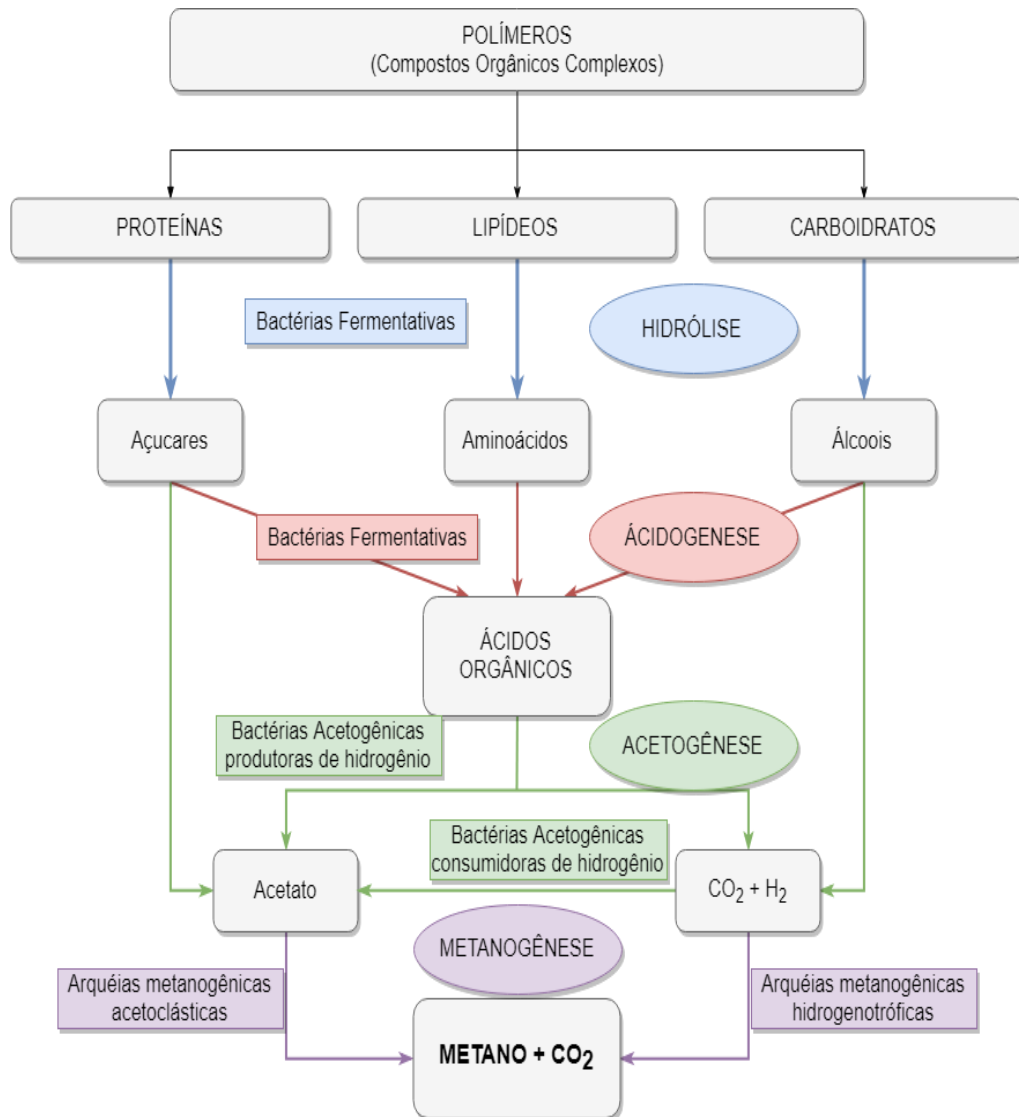 POLÍMEROS
(Compostos Orgânicos Complexos)
PROTEÍNAS
LIPÍDEOS
CARBOIDRATOS
Bactérias Fermentativas
HIDRÓLISE
Açucares
Aminoácidos
Álcoois
Bactérias Fermentativas
ÁCIDOGENESE
ÁCIDOS
ORGÂNICOS
Bactérias Acetogênicas
produtoras de hidrogênio
ACETOGÊNESE
Bactérias Acetogênicas
consumidoras de hidrogênio
Acetato
CO₂ + H₂
METANOGÊNESE
Arquéias metanogênicas
acetoclásticas
Arquéias metanogênicas
hidrogenotróficas
METANO + CO₂